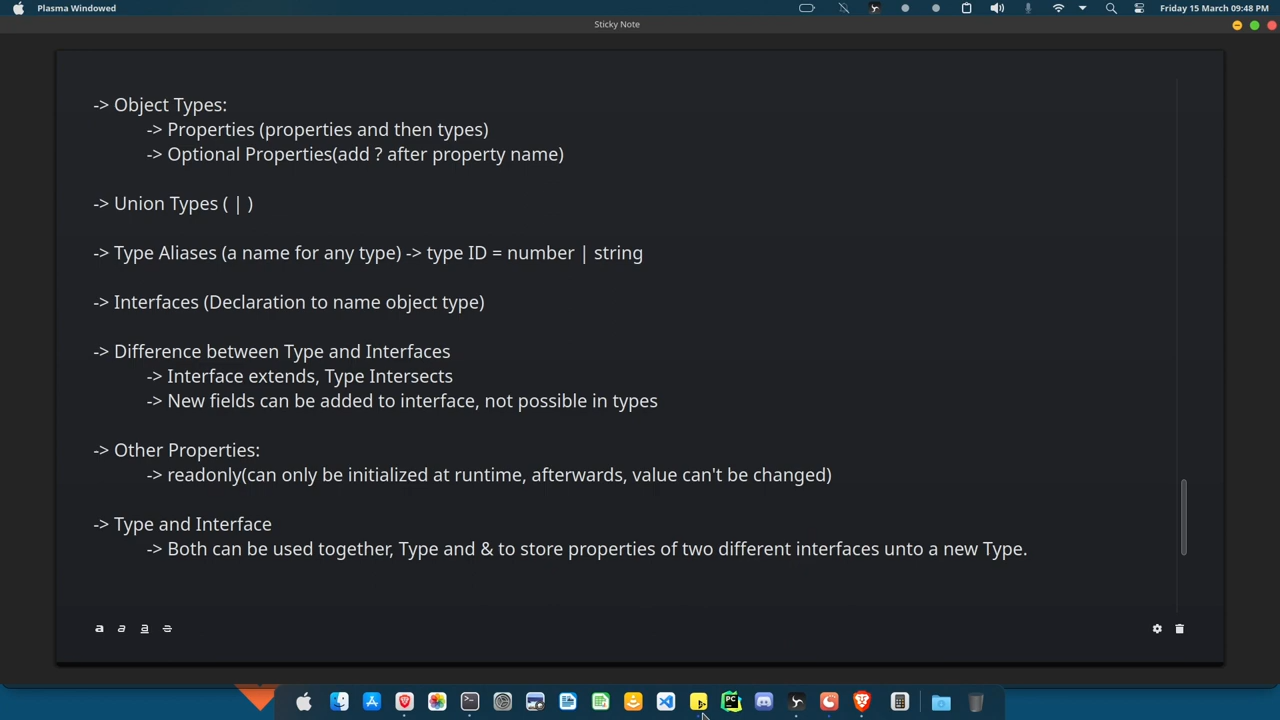 Plasma Windowed
Friday 15 March 09:48 PM
Sticky Note
-> Object Types:
-> Properties (properties and then types)
-> Optional Properties(add ? after property name)
-> Union Types ( | )
-> Type Aliases (a name for any type) -> type ID = number | string
-> Interfaces (Declaration to name object type)
-> Difference between Type and Interfaces
-> Interface extends, Type Intersects
-> New fields can be added to interface, not possible in types
-> Other Properties:
-> readonly(can only be initialized at runtime, afterwards, value can't be changed)
-> Type and Interface
-> Both can be used together, Type and & to store properties of two different interfaces unto a new Type.
a a a
PC